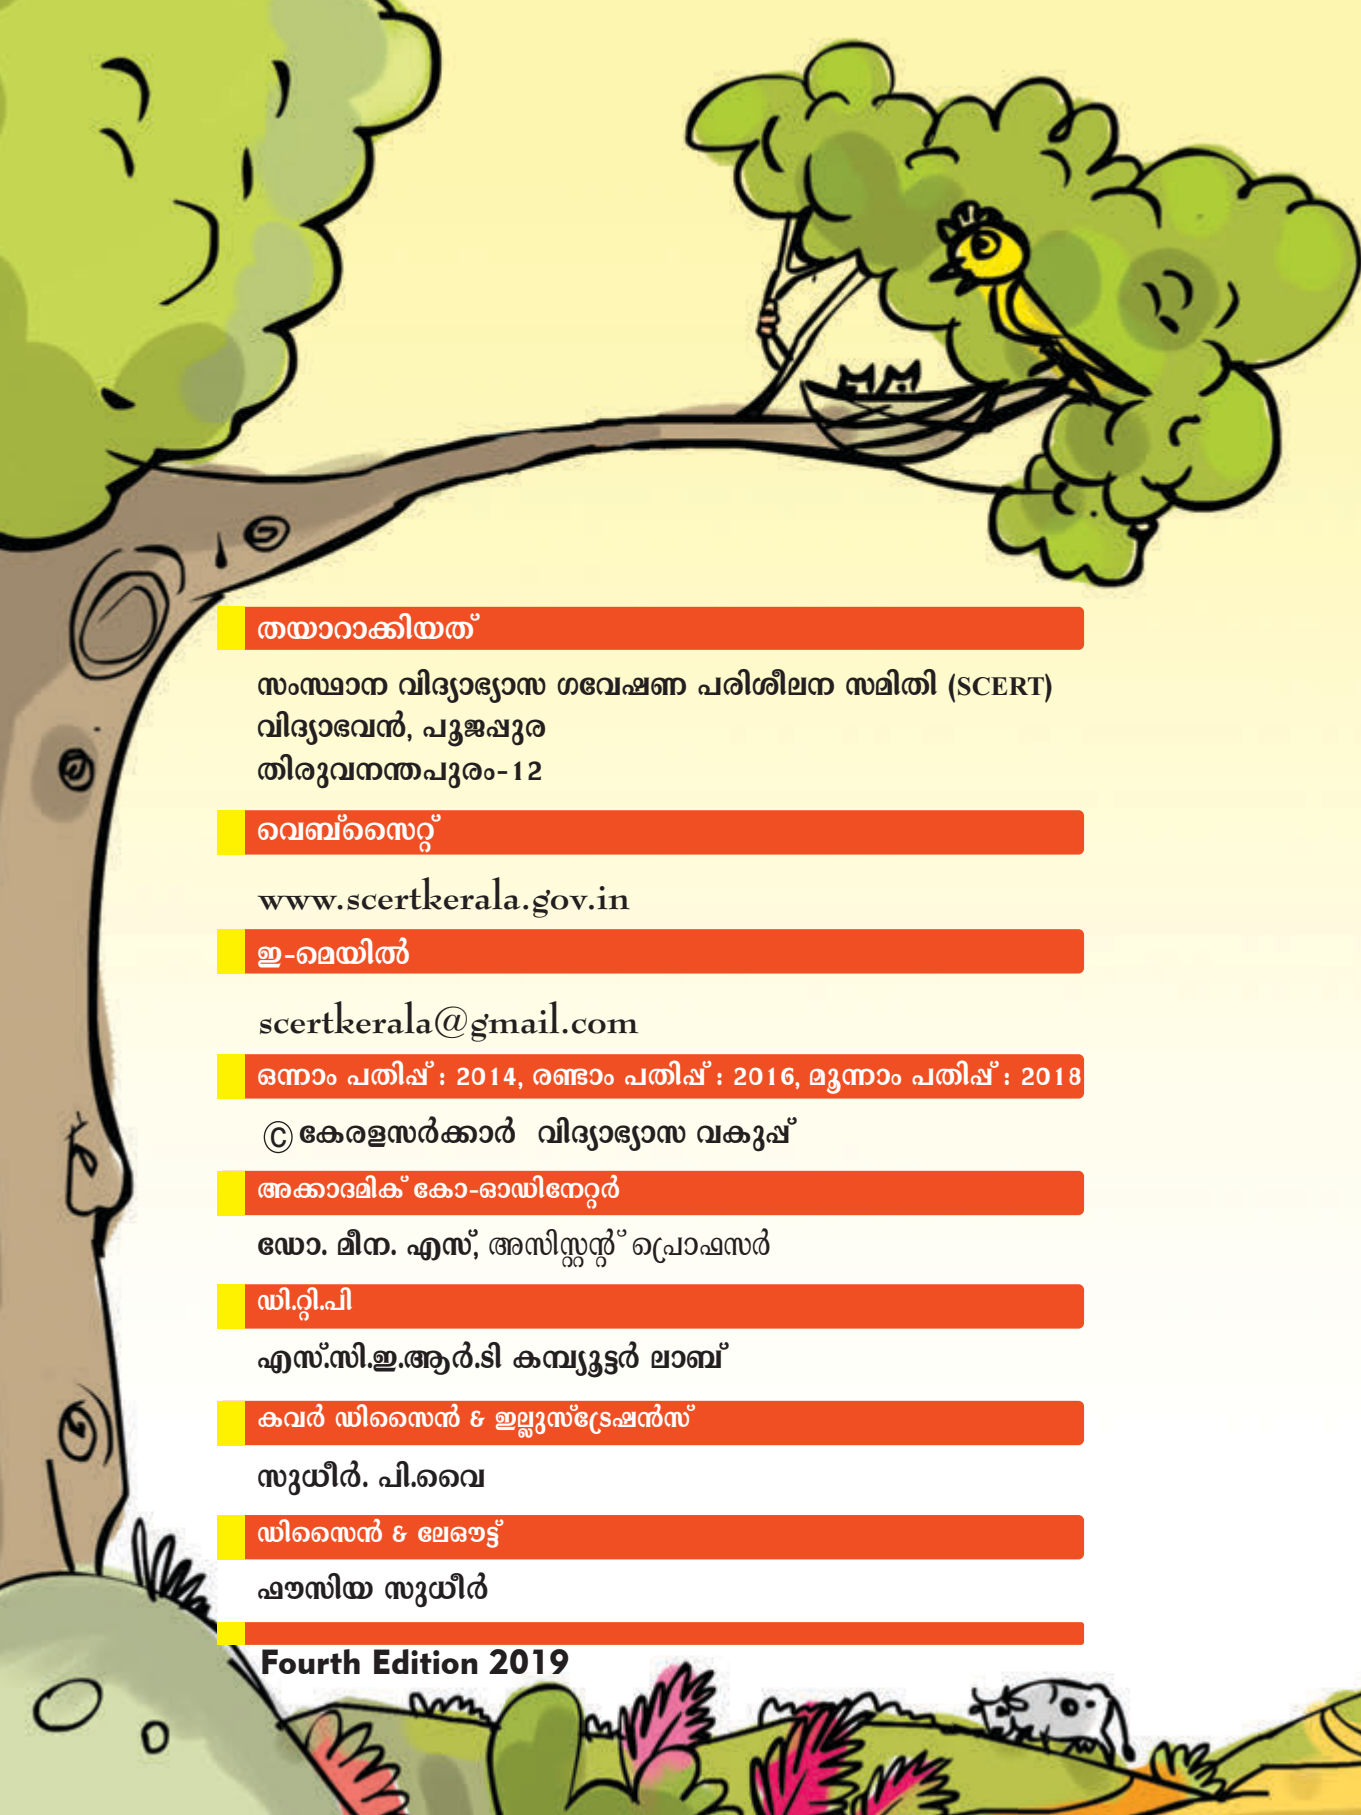 തയാറാക്കിയത്
സംസ്ഥാന വിദ്യാഭ്യാസ ഗവേഷണ പരിശീലന സമിതി (SCERT)
വിദ്യാഭവൻ, പൂജപ്പുര
തിരുവനന്തപുരം-12
വെബ്സൈറ്റ്
www.scertkerala.gov.in
ഇ-മെയിൽ
scertkerala@gmail.com
ഒന്നാം പതിപ്പ് : 2014, രണ്ടാം പതിപ്പ് : 2016, മൂന്നാം പതിപ്പ് : 2018
© കേരളസർക്കാർ വിദ്യാഭ്യാസ വകുപ്പ്
അക്കാദമിക് കോ-ഓഡിനേറ്റർ
ഡോ. മീന. എസ്, അസിസ്റ്റന്റ് പ്രൊഫസർ
ഡി.റ്റി.പി
എസ്.സി.ഇ.ആർ.ടി കമ്പ്യൂട്ടർ ലാബ്
കവർ ഡിസൈൻ & ഇല്ലുസ്ട്രേഷൻസ്
സുധീർ. പി.വൈ
ഡിസൈൻ & ലേഔട്ട്
ഫൗസിയ സുധീർ
Fourth Edition 2019